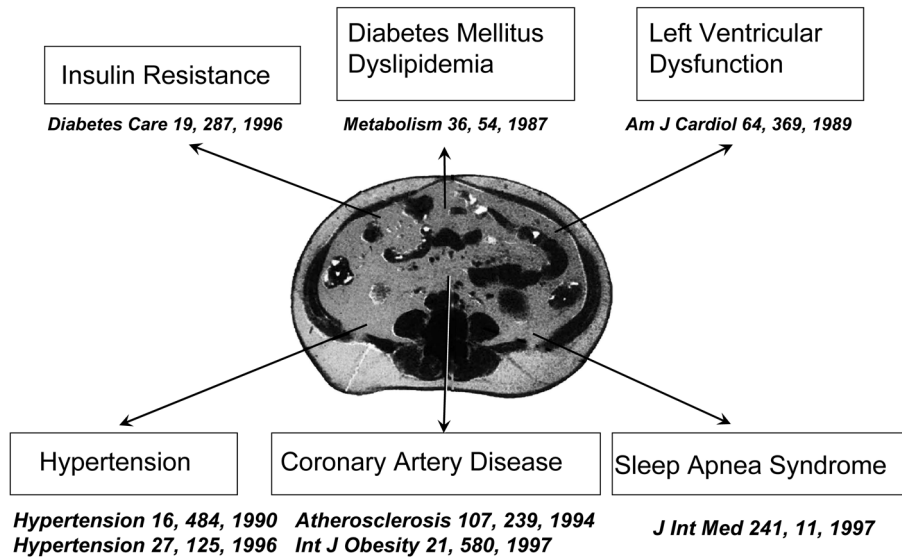 Insulin Resistance
Diabetes Care 19, 287, 1996
Diabetes Mellitus
Dyslipidemia
Metabolism 36, 54, 1987
Left Ventricular
Dysfunction
Am J Cardiol 64, 369, 1989
Hypertension
Hypertension 16, 484, 1990
Hypertension 27, 125, 1996
Coronary Artery Disease
Atherosclerosis 107, 239, 1994
Int J Obesity 21, 580, 1997
Sleep Apnea Syndrome
J Int Med 241, 11, 1997